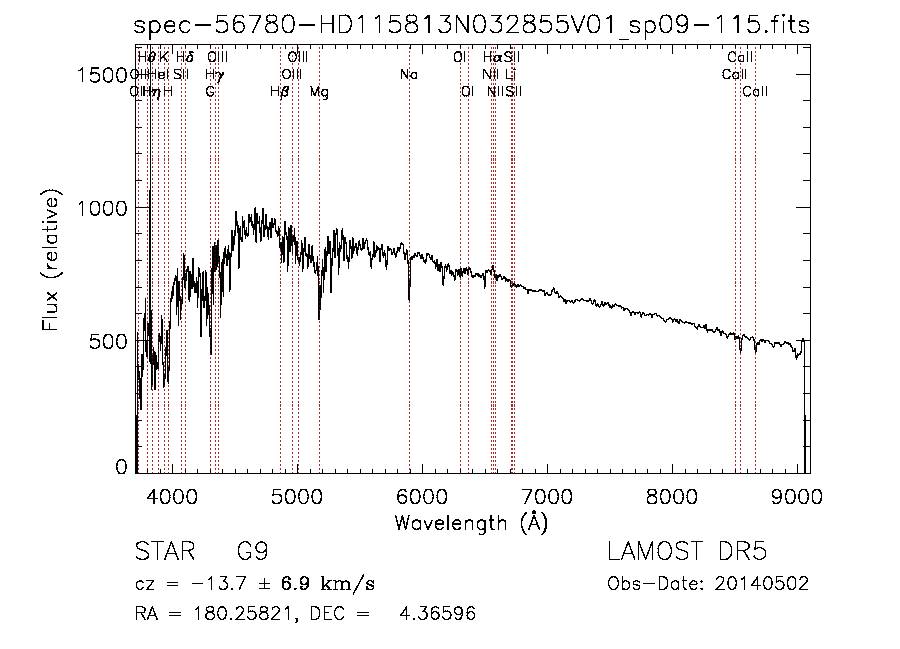 spec-56780-HD115813N032855V01_sp09-115.fits
Hθ K Hδ OIII OIII OI Hα SII CaII
OII HeI SII Hγ OIII Na NII Li CaII
OII Hη H G Hβ Mg OI NII SII CaII
1500
1000
500
0
Flux (relative)
4000 5000 6000 7000 8000 9000
Wavelength (Å)
STAR G9 LAMOST DR5
cz = −13.7 ± 6.9 km/s Obs-Date: 20140502
RA = 180.25821, DEC = 4.36596